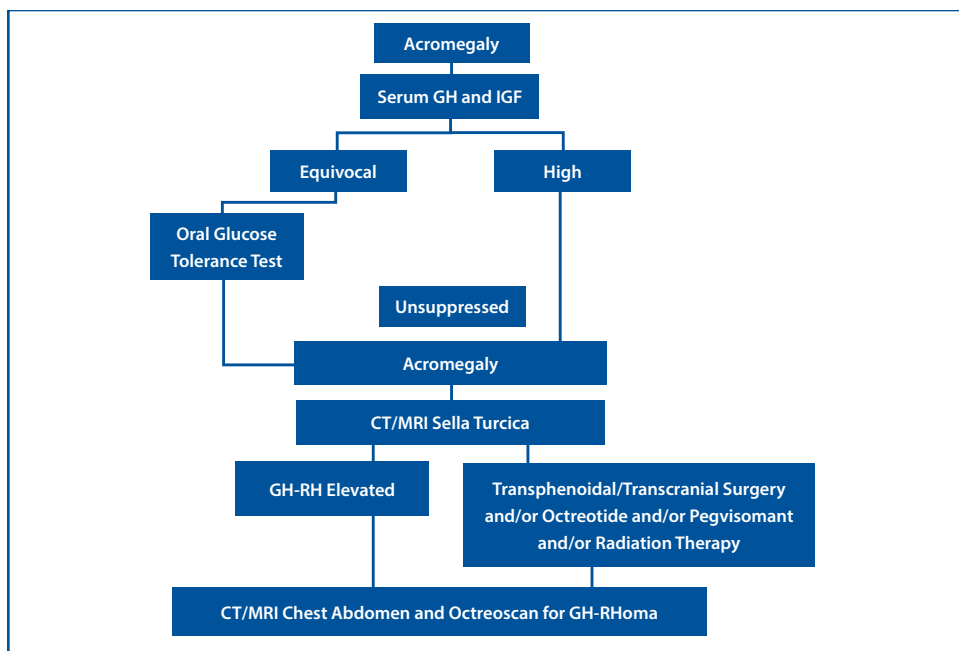 Acromegaly
Serum GH and IGF
Equivocal
High
Oral Glucose
Tolerance Test
Unsuppressed
Acromegaly
CT/MRI Sella Turcica
GH-RH Elevated
Transphenoidal/Transcranial Surgery
and/or Octreotide and/or Pegvisomant
and/or Radiation Therapy
CT/MRI Chest Abdomen and Octreoscan for GH-RHoma